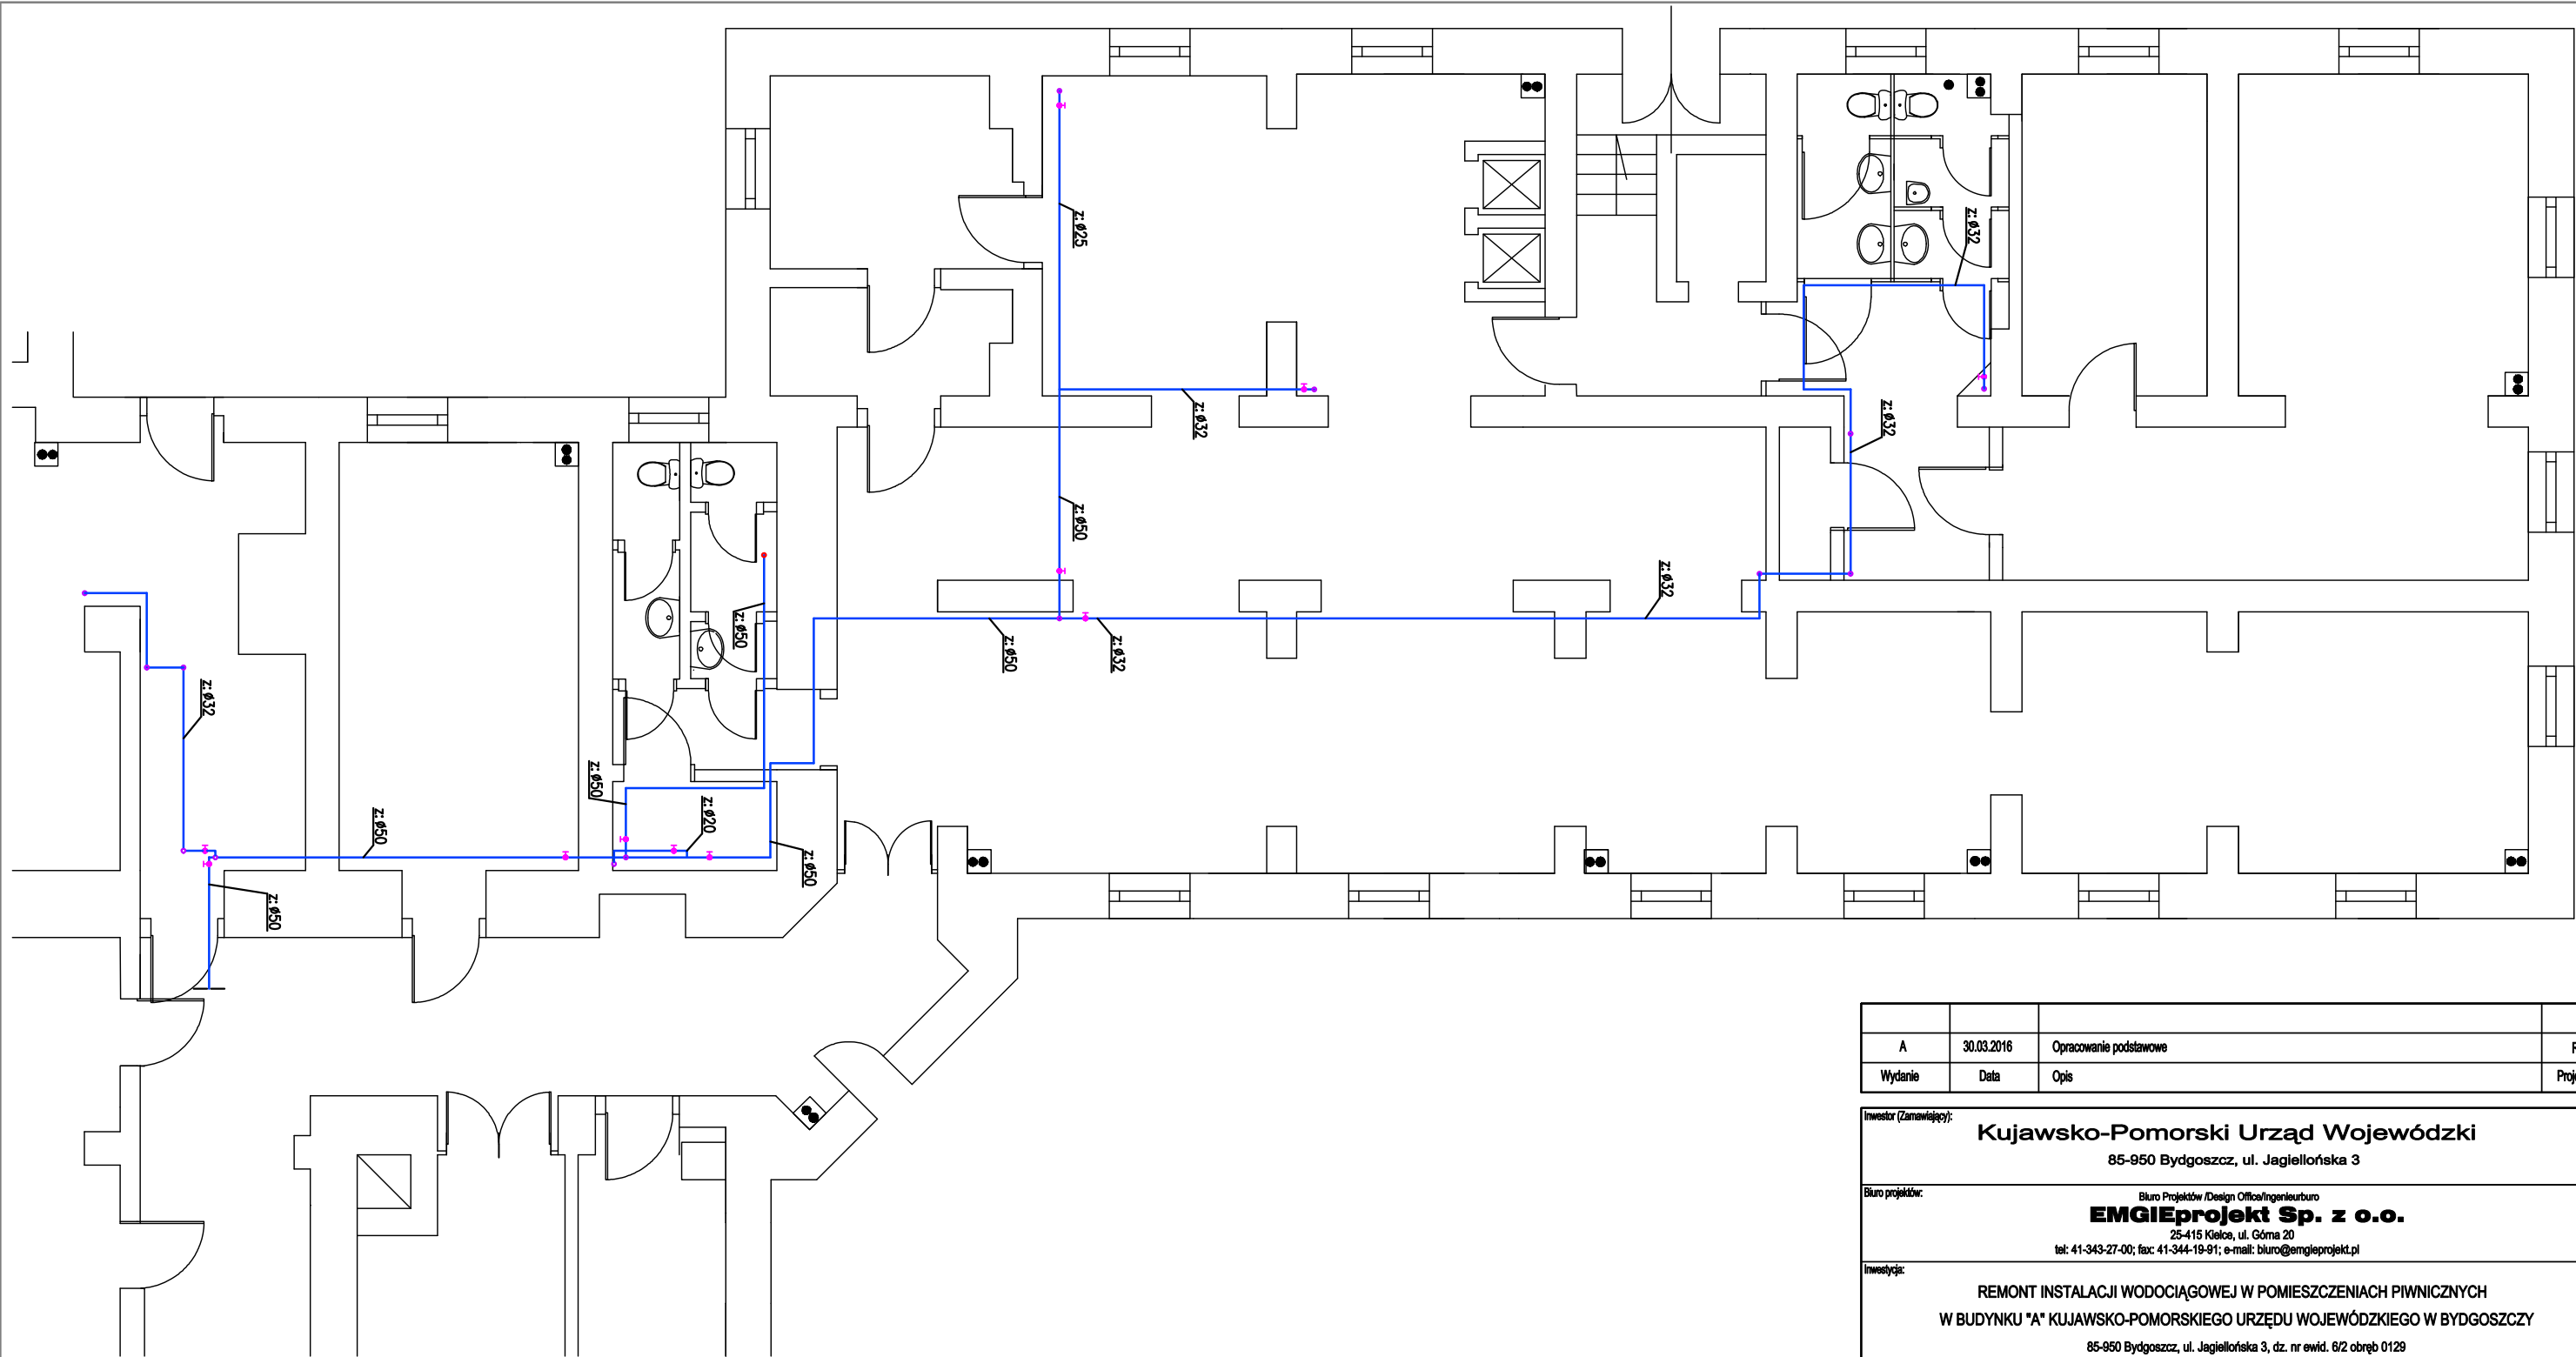 z: ø25
z: ø32
z: ø32
z: ø32
z: ø50
z: ø32
z: ø50
z: ø50
z: ø32
z: ø32
z: ø50
z: ø20
z: ø50
z: ø50
z: ø50
A 30.03.2016 Opracowanie podstawowe
Wydanie Data Opis
Inwestor (Zamawiający):
Kujawsko-Pomorski Urząd Wojewódzki
85-950 Bydgoszcz, ul. Jagiellońska 3
Biuro projektów:
Biuro Projektów /Design Office/Ingenieurburo
EMGIEprojekt Sp. z o.o.
25-415 Kielce, ul. Górna 20
tel: 41-343-27-00; fax: 41-344-19-91; e-mail: biuro@emgieprojekt.pl
Inwestycja:
REMONT INSTALACJI WODOCIĄGOWEJ W POMIESZCZENIACH PIWNICZNYCH
W BUDYNKU "A" KUJAWSKO-POMORSKIEGO URZĘDU WOJEWÓDZKIEGO W BYDGOSZCZY
85-950 Bydgoszcz, ul. Jagiellońska 3, dz. nr ewid. 6/2 obręb 0129